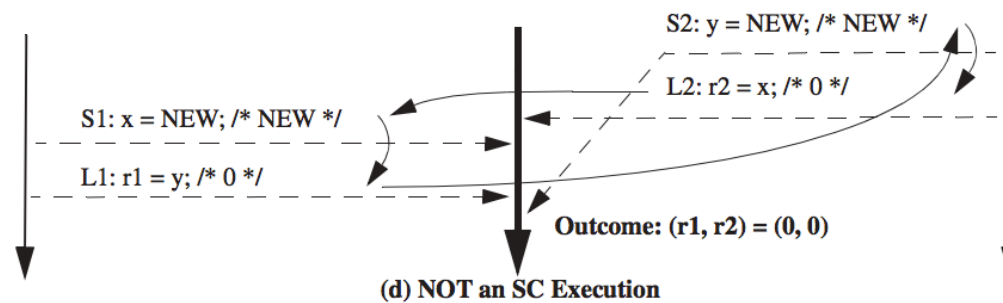 S2: y = NEW; /* NEW */
L2: r2 = x; /* 0 */
S1: x = NEW; /* NEW */
L1: r1 = y; /* 0 */
Outcome: (r1, r2) = (0, 0)
(d) NOT an SC Execution